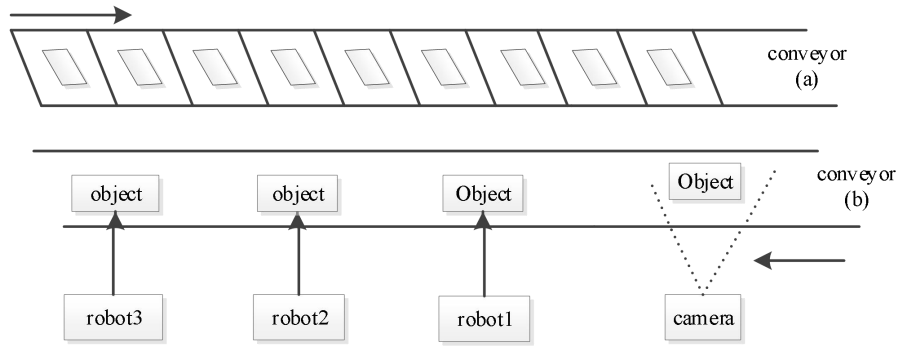 conveyor
(a)
object
object
Object
Object
conveyor
(b)
robot3
robot2
robot1
camera